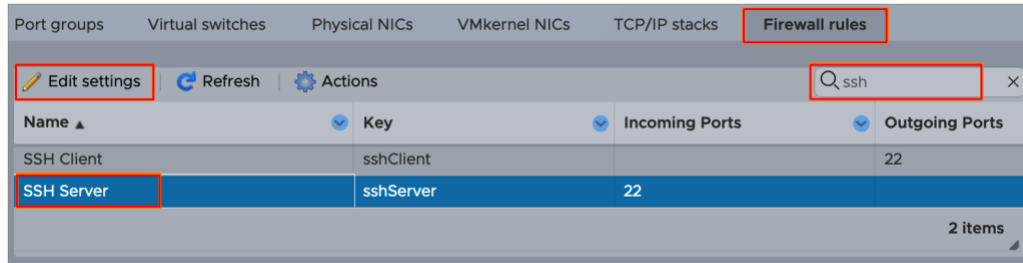 Port groups Virtual switches Physical NICs VMkernel NICs TCP/IP stacks Firewall rules
Edit settings Refresh Actions ssh
Name Key Incoming Ports Outgoing Ports
SSH Client sshClient 22
SSH Server sshServer 22
2 items